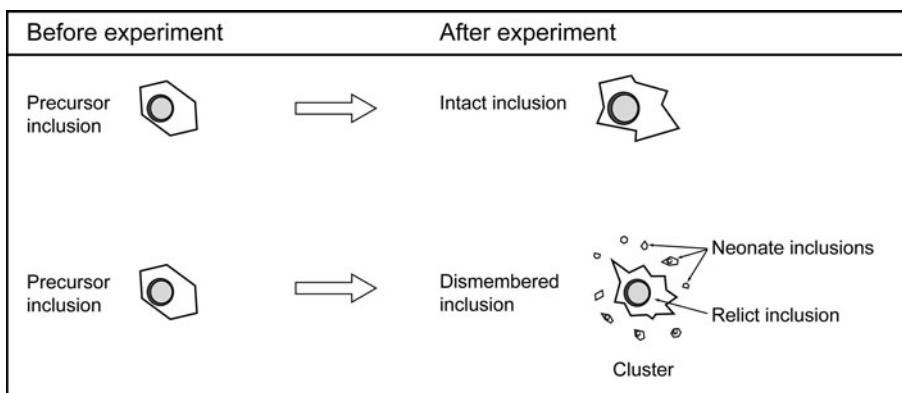 Before experiment
After experiment
Precursor
inclusion
Intact inclusion
Precursor
inclusion
Dismembered
inclusion
Neonate inclusions
Relict inclusion
Cluster